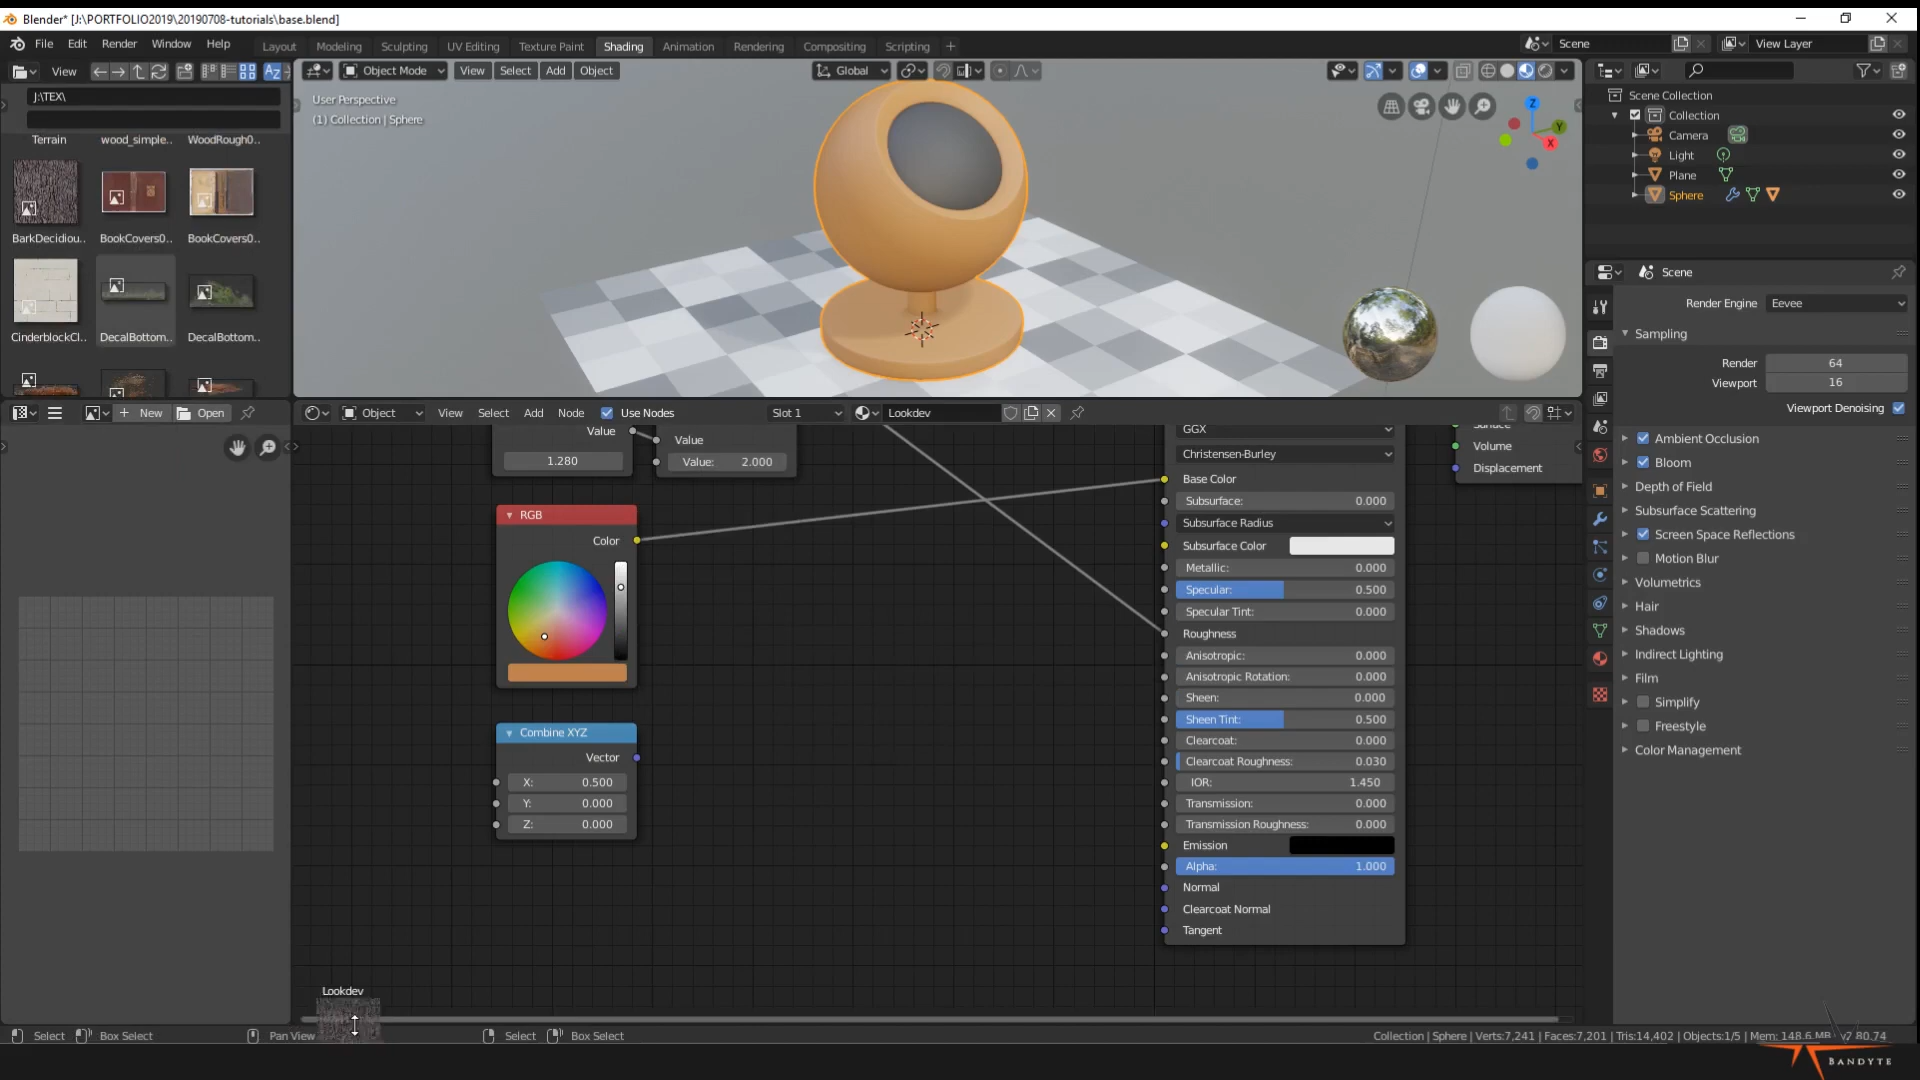 Blender* [J:\PORTFOLIO2019\20190708-tutorials\base.blend]
File Edit Render Window Help
Layout Modeling Sculpting UV Editing Texture Paint Shading Animation Rendering Compositing Scripting +
Scene
View Layer
View
J:\TEX\
Terrain
wood_simple..
WoodRough0..
BarkDecidiou..
BookCovers0..
BookCovers0..
CinderblockCl..
DecalBottom..
DecalBottom..
Object Mode View Select Add Object
Global
User Perspective
(1) Collection | Sphere
Z
Y
X
Scene Collection
Collection
Camera
Light
Plane
Sphere
Scene
Render Engine Eevee
Sampling
Render 64
Viewport 16
Viewport Denoising
Ambient Occlusion
Bloom
Depth of Field
Subsurface Scattering
Screen Space Reflections
Motion Blur
Volumetrics
Hair
Shadows
Indirect Lighting
Film
Simplify
Freestyle
Color Management
New Open
Object View Select Add Node Use Nodes Slot 1 Lookdev
Value
1.280
Value
Value: 2.000
RGB
Color
Combine XYZ
Vector
X: 0.500
Y: 0.000
Z: 0.000
GGX
Christensen-Burley
Base Color
Subsurface: 0.000
Subsurface Radius
Subsurface Color
Metallic: 0.000
Specular: 0.500
Specular Tint: 0.000
Roughness
Anisotropic: 0.000
Anisotropic Rotation: 0.000
Sheen: 0.000
Sheen Tint: 0.500
Clearcoat: 0.000
Clearcoat Roughness: 0.030
IOR: 1.450
Transmission: 0.000
Transmission Roughness: 0.000
Emission
Alpha: 1.000
Normal
Clearcoat Normal
Tangent
Volume
Displacement
Lookdev
Select Box Select Pan View Select Box Select
Collection | Sphere | Verts:7,241 | Faces:7,201 | Tris:14,402 | Objects:1/5 | Mem: 148.6 MB
80.74
BANDYTE